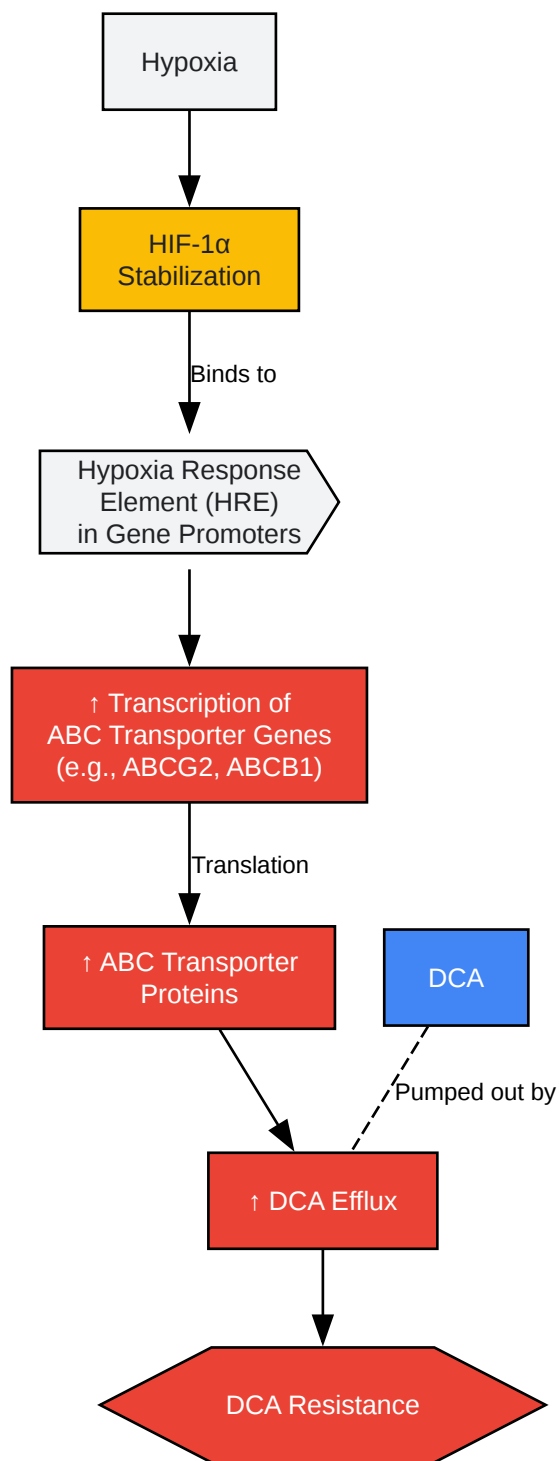 Hypoxia
HIF-1α
Stabilization
Binds to
Hypoxia Response
Element (HRE)
in Gene Promoters
↑ Transcription of
ABC Transporter Genes
(e.g., ABCG2, ABCB1)
Translation
↑ ABC Transporter
Proteins
DCA
Pumped out by
↑ DCA Efflux
DCA Resistance